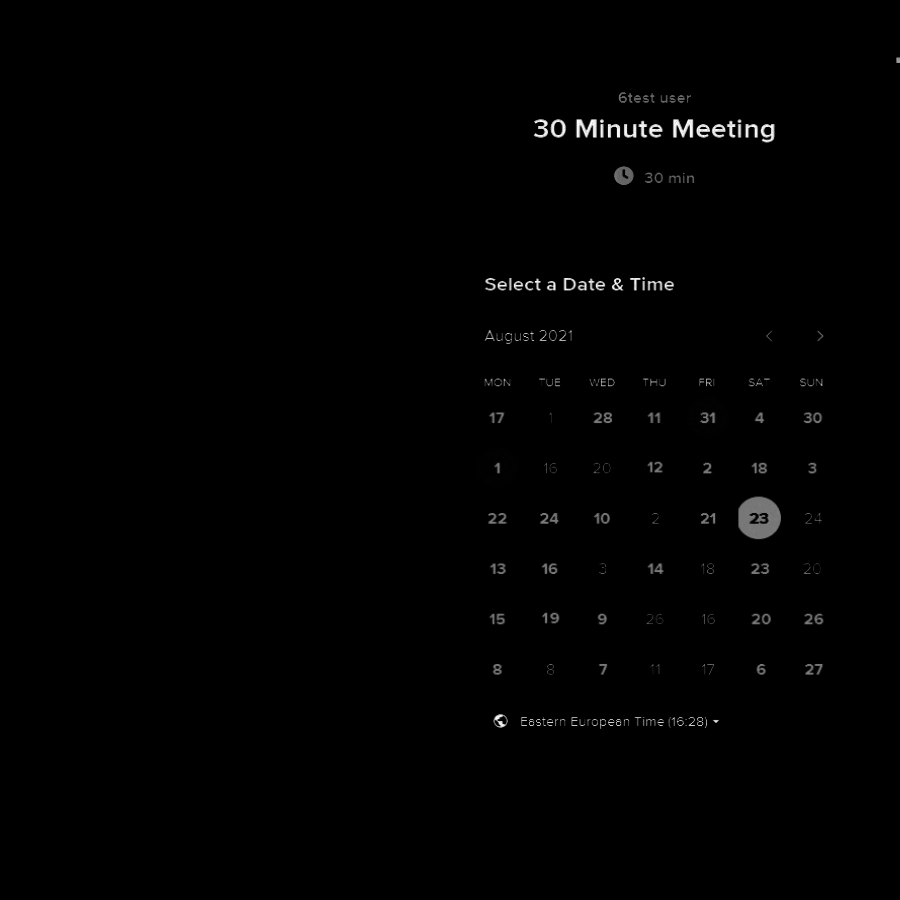 6test user
30 Minute Meeting
30 min
Select a Date & Time
August 2021
MON TUE WED THU FRI SAT SUN
17 1 28 11 31 4 30
1 16 20 12 2 18 3
22 24 10 2 21 23 24
13 16 3 14 18 23 20
15 19 9 26 16 20 26
8 8 7 11 17 6 27
Eastern European Time (16:28)